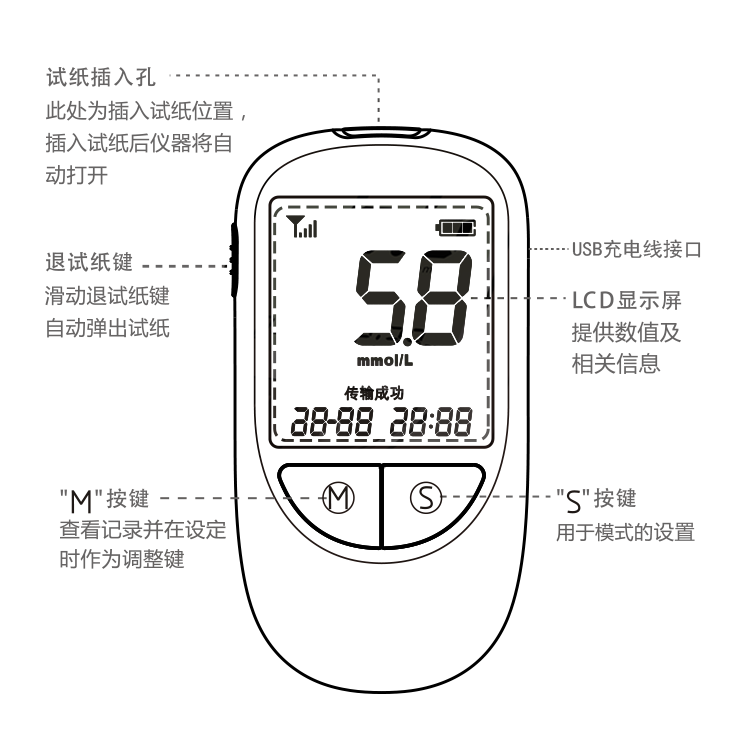 试纸插入孔
此处为插入试纸位置，
插入试纸后仪器将自
动打开
退试纸键
滑动退试纸键
自动弹出试纸
USB充电线接口
LCD显示屏
提供数值及
相关信息
5.8
mmol/L
传输成功
28-88 28:88
"M"按键
查看记录并在设定
时作为调整键
M
S
"S"按键
用于模式的设置